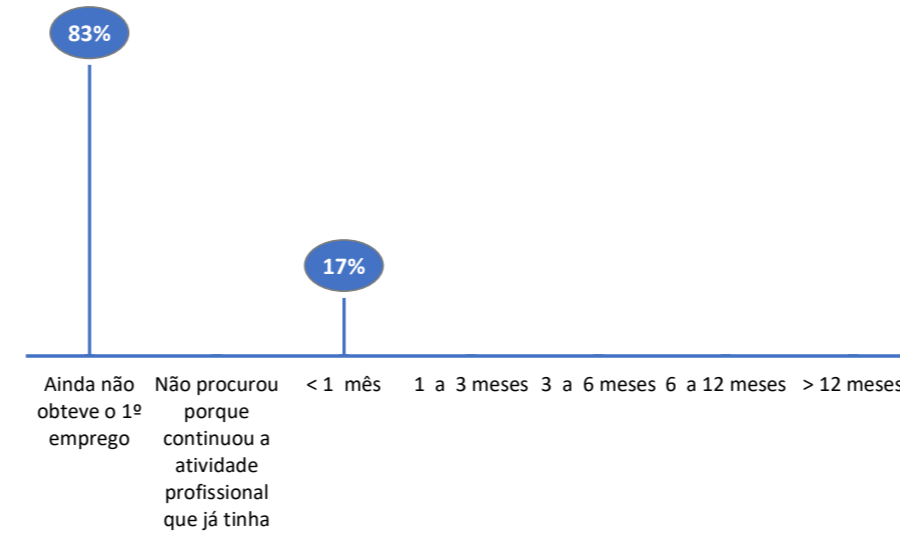 83%
17%
Ainda não
obteve o 1º
emprego
Não procurou
porque
continuou a
atividade
profissional
que já tinha
< 1 mês
1 a 3 meses
3 a 6 meses
6 a 12 meses
> 12 meses